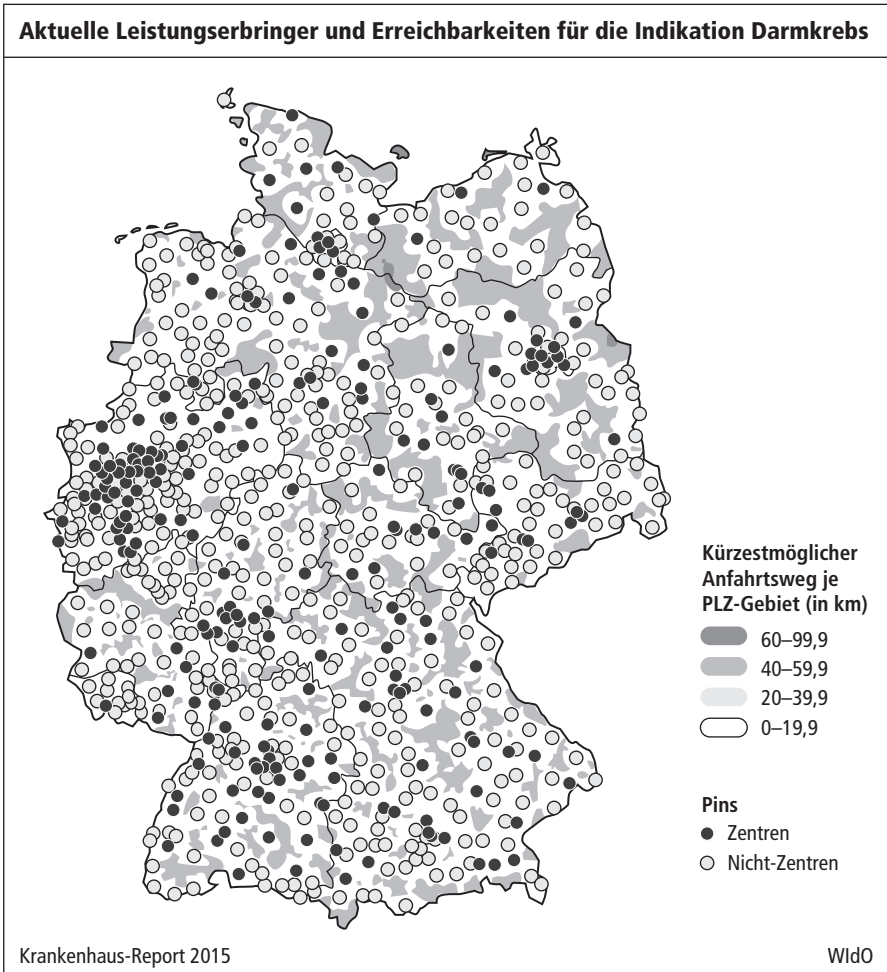 Aktuelle Leistungserbringer und Erreichbarkeiten für die Indikation Darmkrebs
Kürzestmöglicher
Anfahrtsweg je
PLZ-Gebiet (in km)
60–99,9
40–59,9
20–39,9
0–19,9
Pins
Zentren
Nicht-Zentren
Krankenhaus-Report 2015
WIdO